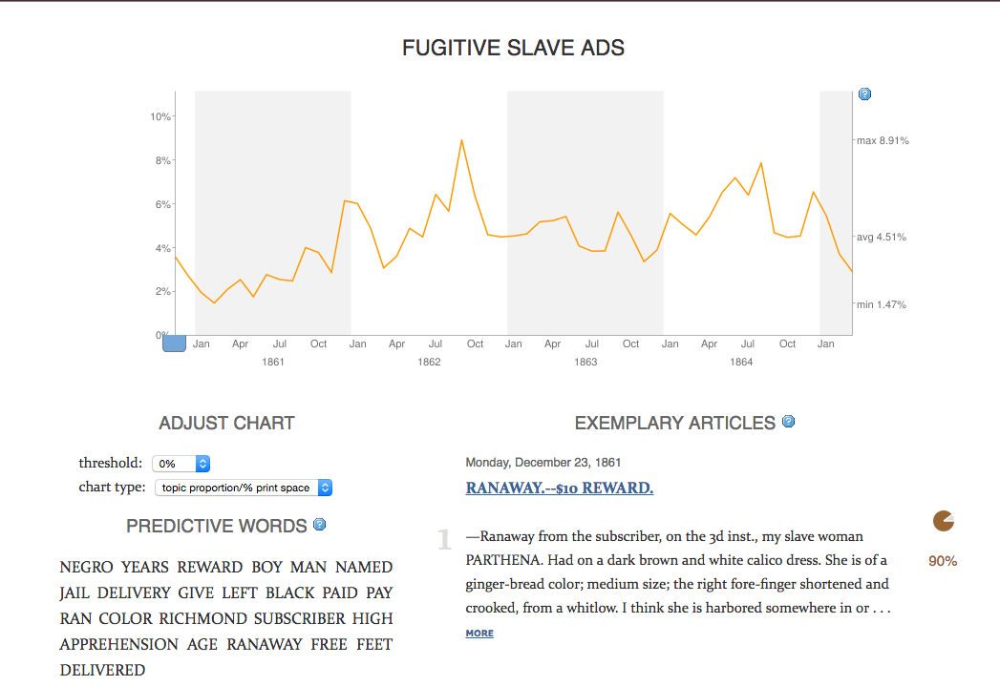 FUGITIVE SLAVE ADS
?
10%
8%
6%
4%
2%
0%
max 8.91%
avg 4.51%
min 1.47%
Jan Apr Jul Oct Jan Apr Jul Oct Jan Apr Jul Oct Jan Apr Jul Oct Jan
1861 1862 1863 1864
ADJUST CHART
threshold: 0%
chart type: topic proportion/% print space
PREDICTIVE WORDS ?
NEGRO YEARS REWARD BOY MAN NAMED
JAIL DELIVERY GIVE LEFT BLACK PAID PAY
RAN COLOR RICHMOND SUBSCRIBER HIGH
APPREHENSION AGE RANAWAY FREE FEET
DELIVERED
EXEMPLARY ARTICLES ?
Monday, December 23, 1861
RANAWAY.--$10 REWARD.
1
—Ranaway from the subscriber, on the 3d inst., my slave woman
PARTHENA. Had on a dark brown and white calico dress. She is of a
ginger-bread color; medium size; the right fore-finger shortened and
crooked, from a whitlow. I think she is harbored somewhere in or . . .
MORE
90%